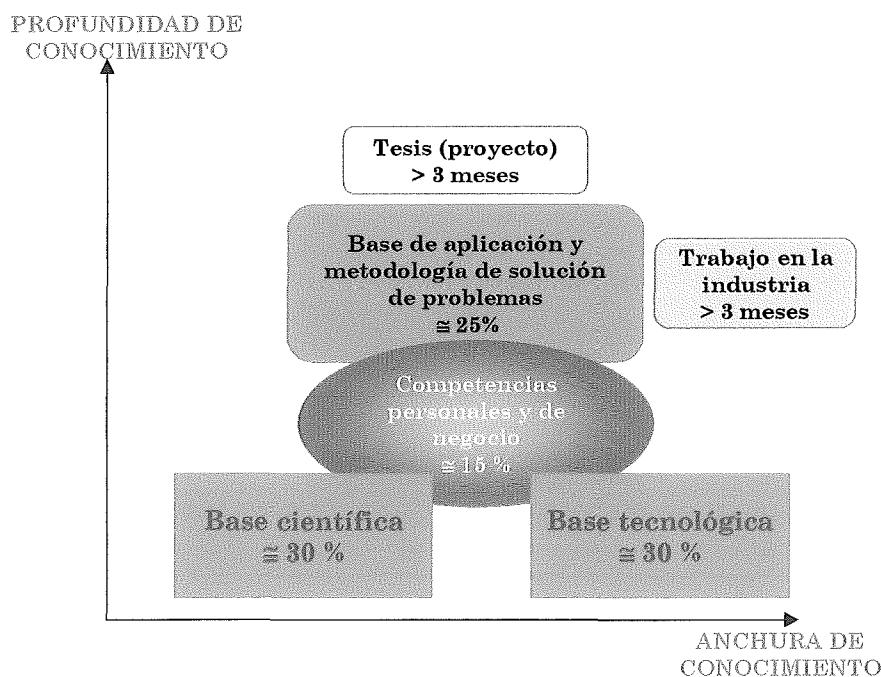 PROFUNDIDAD DE
CONOCIMIENTO
Tesis (proyecto)
> 3 meses
Base de aplicación y
metodología de solución
de problemas
≅ 25%
Trabajo en la
industria
> 3 meses
Competencias
personales y de
negocio
≅ 15 %
Base científica
≅ 30 %
Base tecnológica
≅ 30 %
ANCHURA DE
CONOCIMIENTO